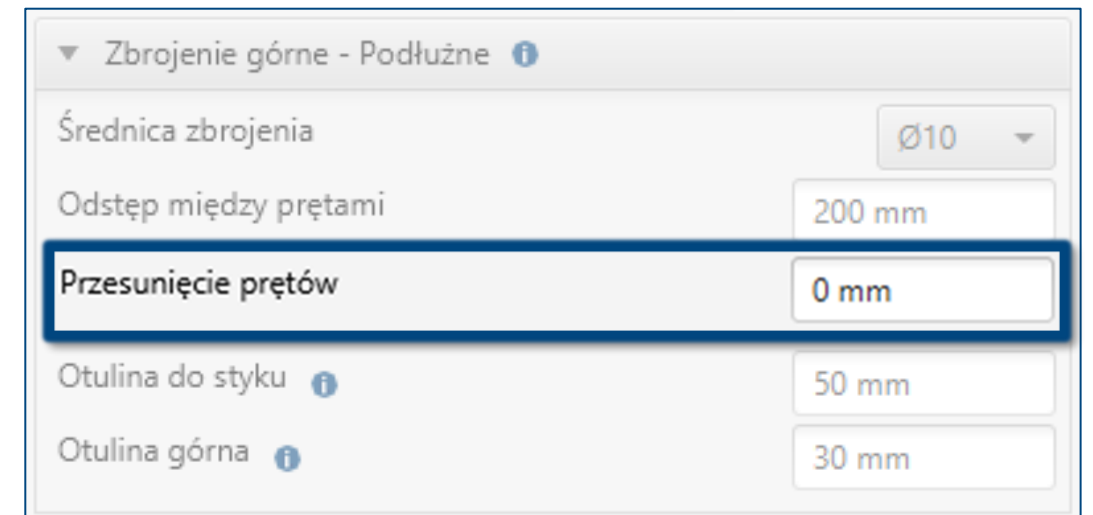 Zbrojenie górne - Podłużne
Średnica zbrojenia Ø10
Odstęp między prętami 200 mm
Przesunięcie prętów 0 mm
Otulina do styku 50 mm
Otulina górna 30 mm